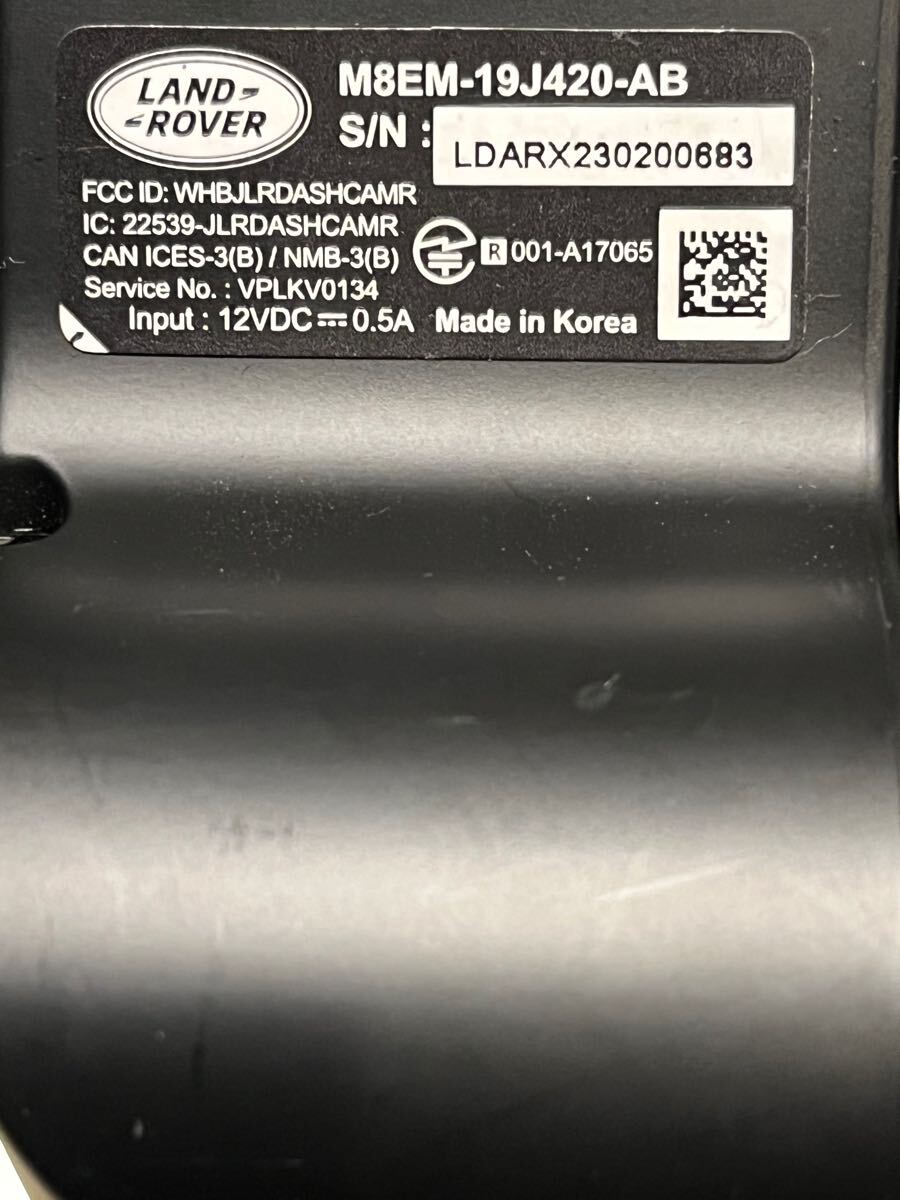 LAND
ROVER
M8EM-19J420-AB
S/N :
LDARX230200683
FCC ID: WHBJLRDASHCAMR
IC: 22539-JLRDASHCAMR
CAN ICES-3(B) / NMB-3(B)
R 001-A17065
Service No. : VPLKV0134
Input : 12VDC⎓0.5A Made in Korea